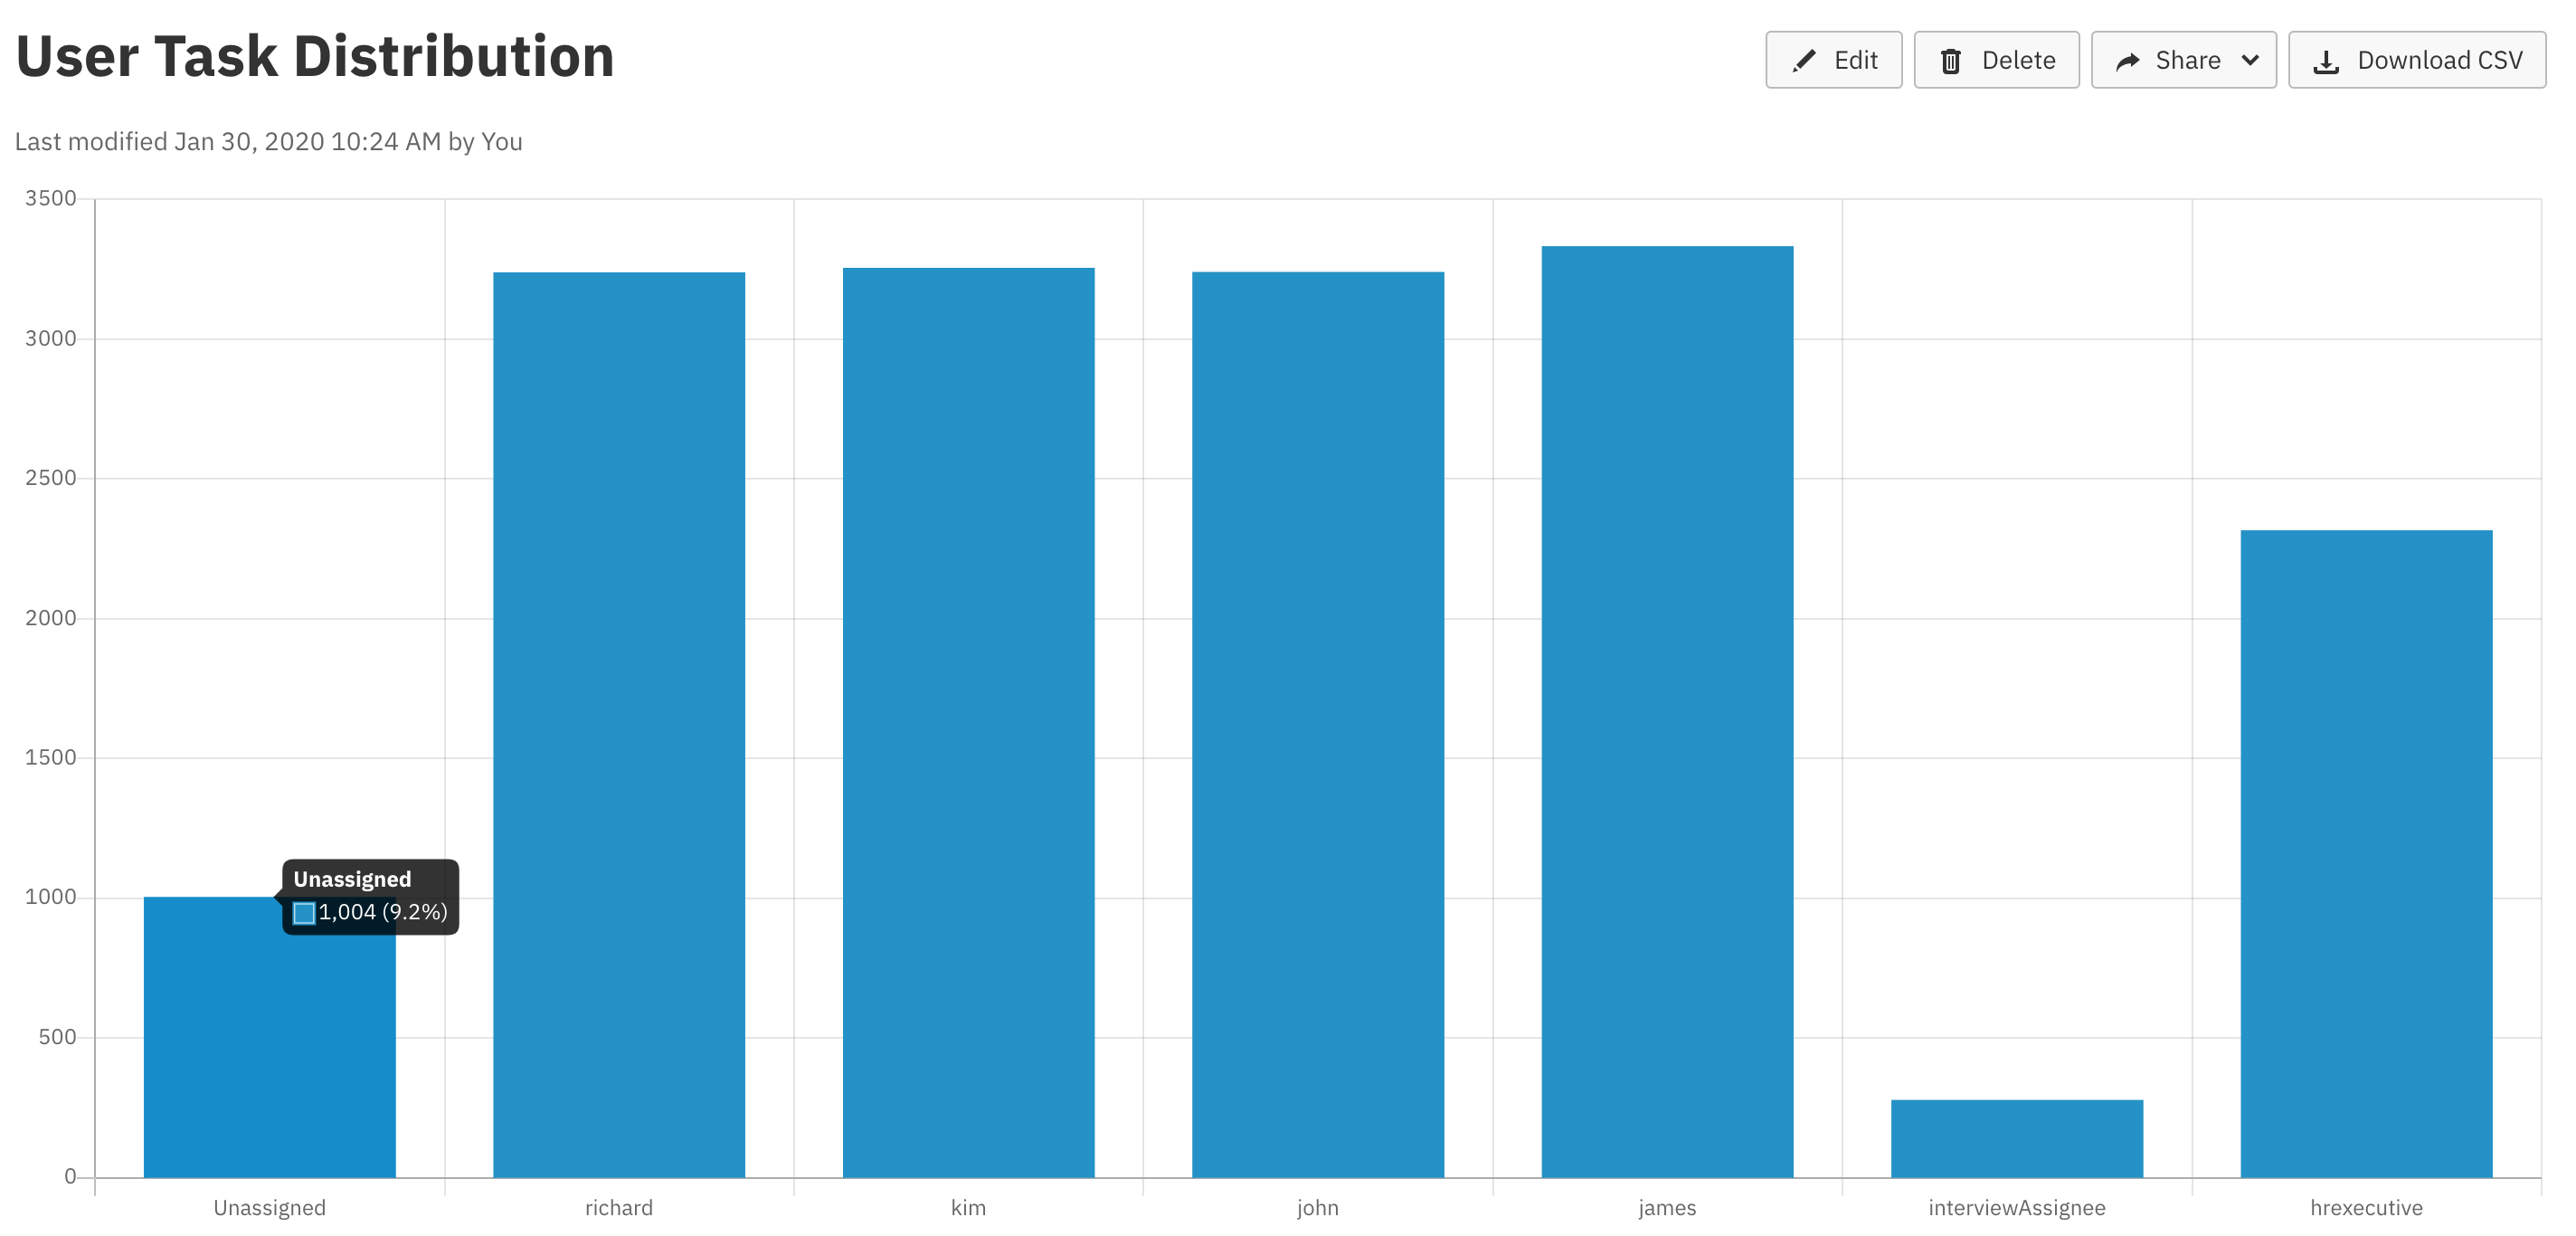 User Task Distribution
Edit
Delete
Share
Download CSV
Last modified Jan 30, 2020 10:24 AM by You
3500
3000
2500
2000
1500
1000
500
0
Unassigned
1,004 (9.2%)
Unassigned
richard
kim
john
james
interviewAssignee
hrexecutive